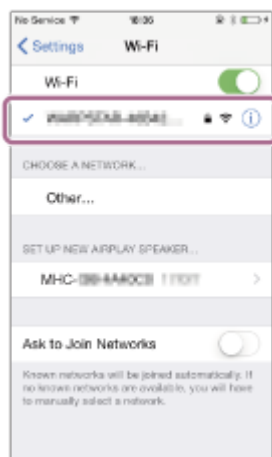 No Service 16:36
Settings Wi-Fi
Wi-Fi
CHOOSE A NETWORK...
Other...
SET UP NEW AIRPLAY SPEAKER...
MHC-
Ask to Join Networks
Known networks will be joined automatically. If
no known networks are available, you will have
to manually select a network.